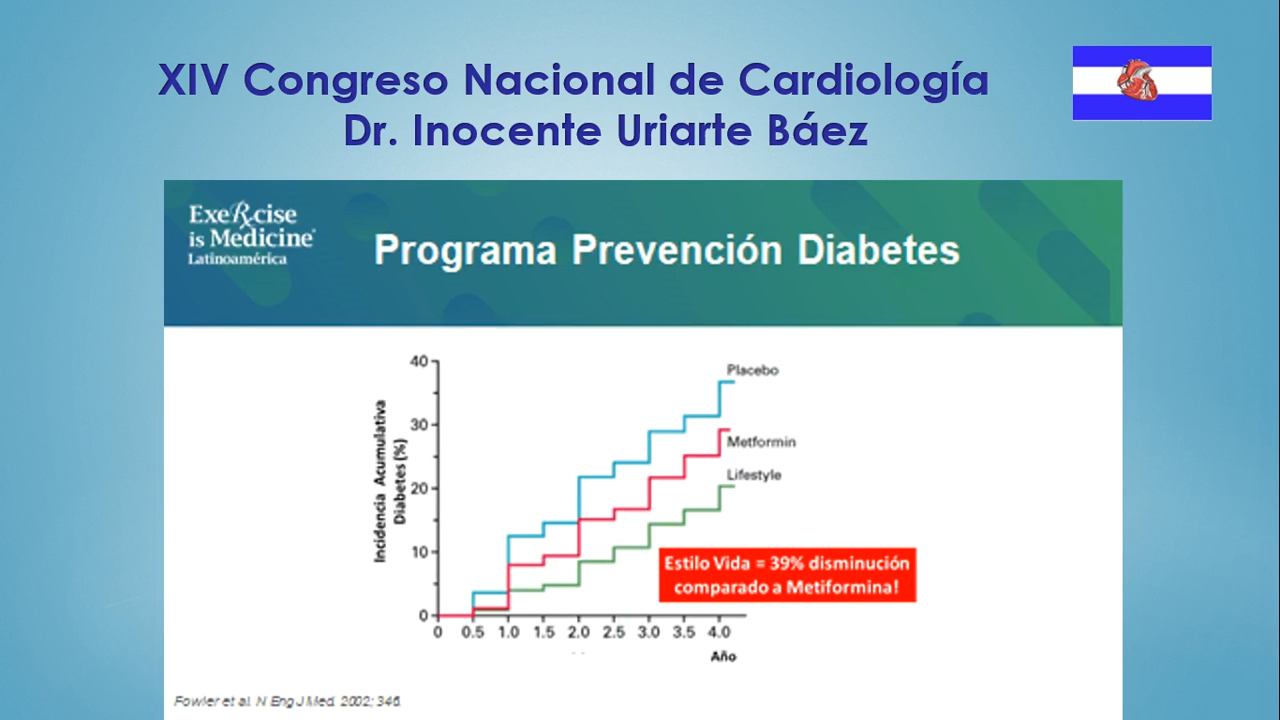 XIV Congreso Nacional de Cardiología
Dr. Inocente Uriarte Báez
ExeRcise
is Medicine®
Latinoamérica
Programa Prevención Diabetes
Incidencia Acumulativa
Diabetes (%)
40
30
20
10
0
Placebo
Metformin
Lifestyle
Estilo Vida = 39% disminución
comparado a Metiformina!
0 0.5 1.0 1.5 2.0 2.5 3.0 3.5 4.0
Año
Fowler et al. N Eng J Med. 2002; 346.